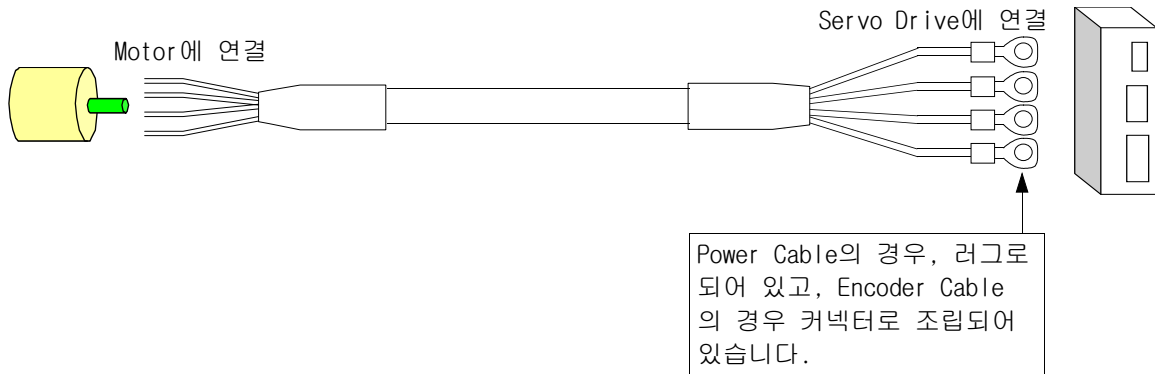 Servo Drive에 연결
Motor에 연결
Power Cable의 경우, 러그로
되어 있고, Encoder Cable
의 경우 커넥터로 조립되어
있습니다.